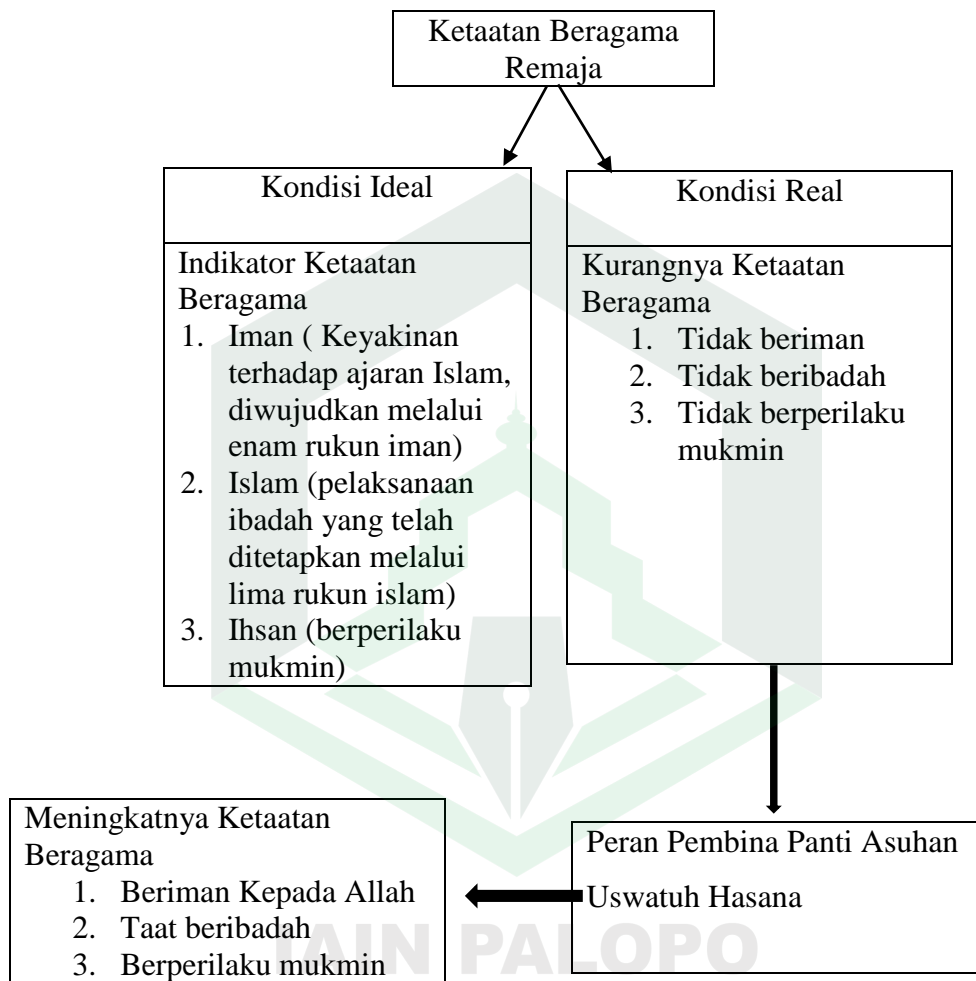 Ketaatan Beragama
Remaja
Kondisi Ideal
Indikator Ketaatan
Beragama
1. Iman ( Keyakinan
terhadap ajaran Islam,
diwujudkan melalui
enam rukun iman)
2. Islam (pelaksanaan
ibadah yang telah
ditetapkan melalui
lima rukun islam)
3. Ihsan (berperilaku
mukmin)
Kondisi Real
Kurangnya Ketaatan
Beragama
1. Tidak beriman
2. Tidak beribadah
3. Tidak berperilaku
mukmin
Peran Pembina Panti Asuhan
Uswatuh Hasana
Meningkatnya Ketaatan
Beragama
1. Beriman Kepada Allah
2. Taat beribadah
3. Berperilaku mukmin
IAIN PALOPO